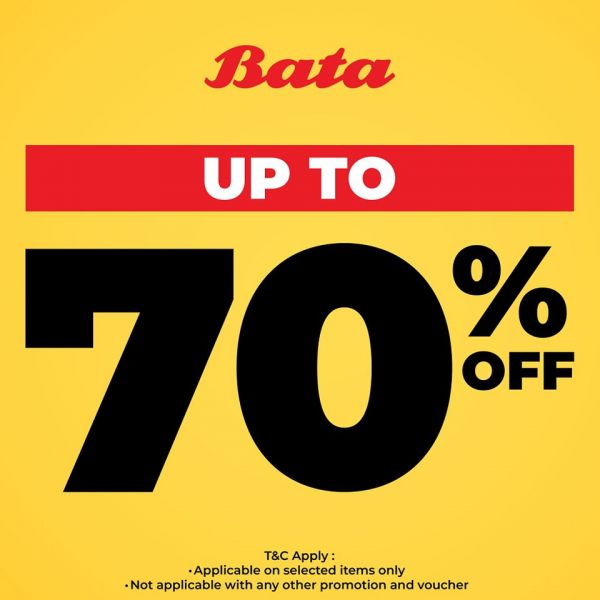 Bata
UP TO
70%
OFF
T&C Apply :
•Applicable on selected items only
•Not applicable with any other promotion and voucher